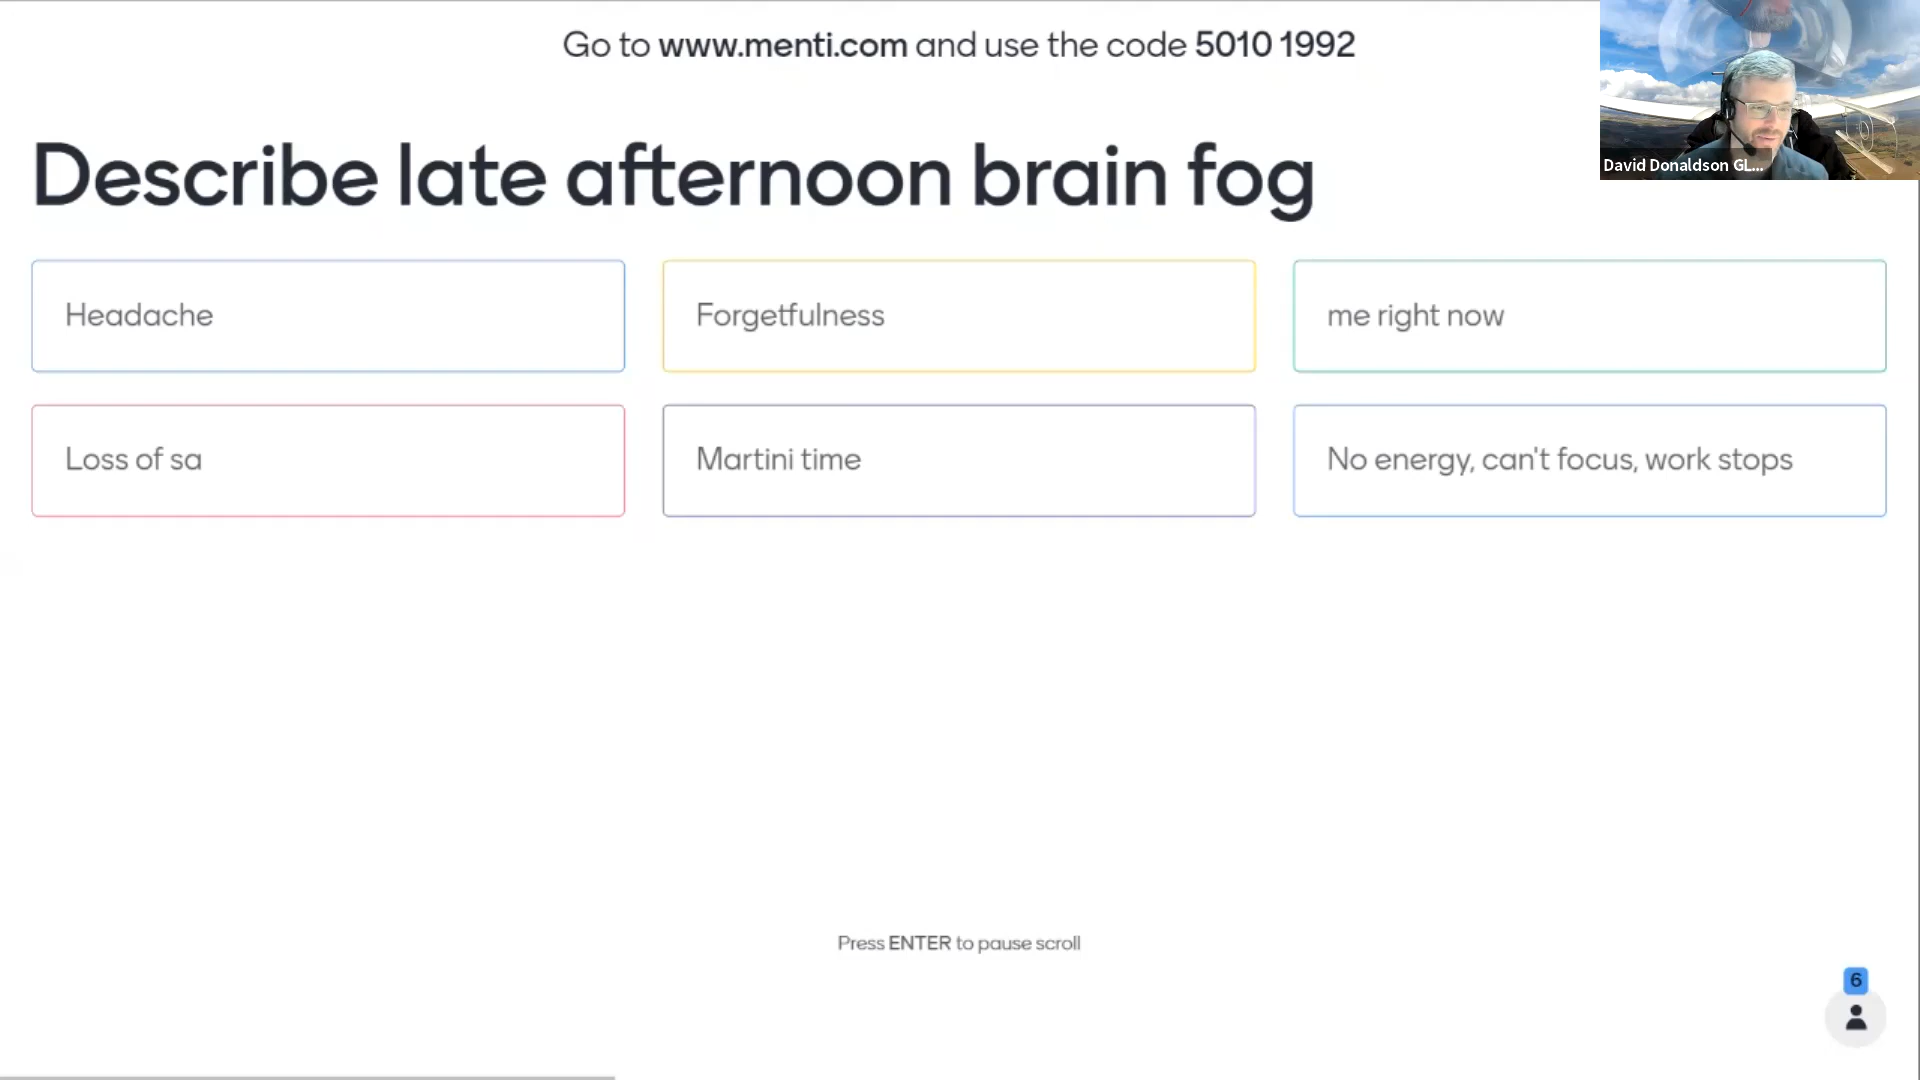 Go to www.menti.com and use the code 5010 1992
David Donaldson GL...
Describe late afternoon brain fog
Headache
Forgetfulness
me right now
Loss of sa
Martini time
No energy, can't focus, work stops
Press ENTER to pause scroll
6